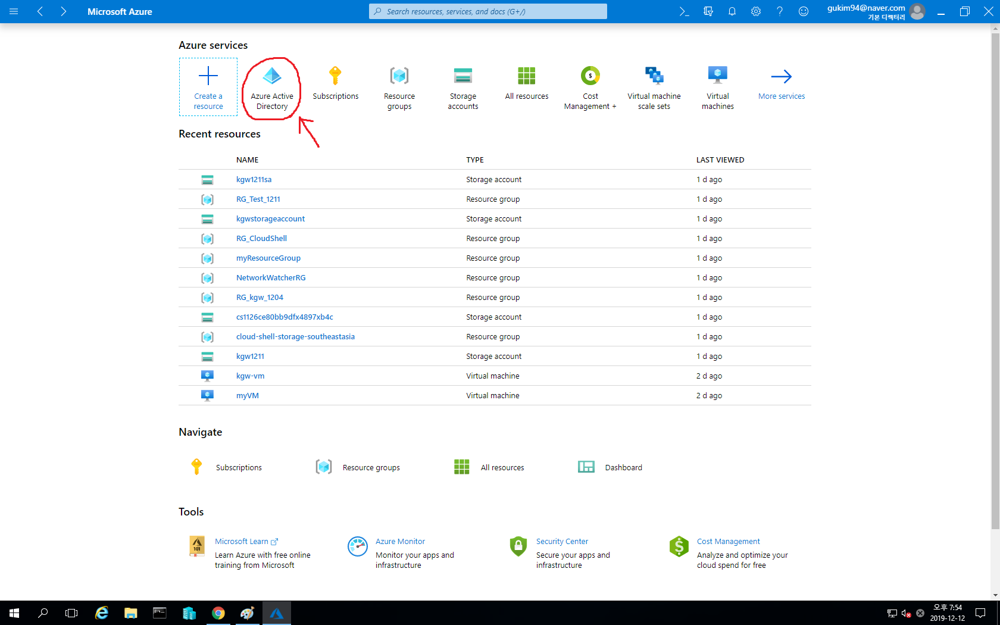 Microsoft Azure
Search resources, services, and docs (G+/)
gukim94@naver.com
기본 디렉터리
Azure services
Create a
resource
Azure Active
Directory
Subscriptions
Resource
groups
Storage
accounts
All resources
Cost
Management +
Virtual machine
scale sets
Virtual
machines
More services
Recent resources
NAME TYPE LAST VIEWED
kgw1211sa Storage account 1 d ago
RG_Test_1211 Resource group 1 d ago
kgwstorageaccount Storage account 1 d ago
RG_CloudShell Resource group 1 d ago
myResourceGroup Resource group 1 d ago
NetworkWatcherRG Resource group 1 d ago
RG_kgw_1204 Resource group 1 d ago
cs1126ce80bb9dfx4897xb4c Storage account 1 d ago
cloud-shell-storage-southeastasia Resource group 1 d ago
kgw1211 Storage account 1 d ago
kgw-vm Virtual machine 2 d ago
myVM Virtual machine 2 d ago
Navigate
Subscriptions Resource groups All resources Dashboard
Tools
101
Microsoft Learn
Learn Azure with free online
training from Microsoft
Azure Monitor
Monitor your apps and
infrastructure
Security Center
Secure your apps and
infrastructure
Cost Management
Analyze and optimize your
cloud spend for free
오후 7:54
2019-12-12